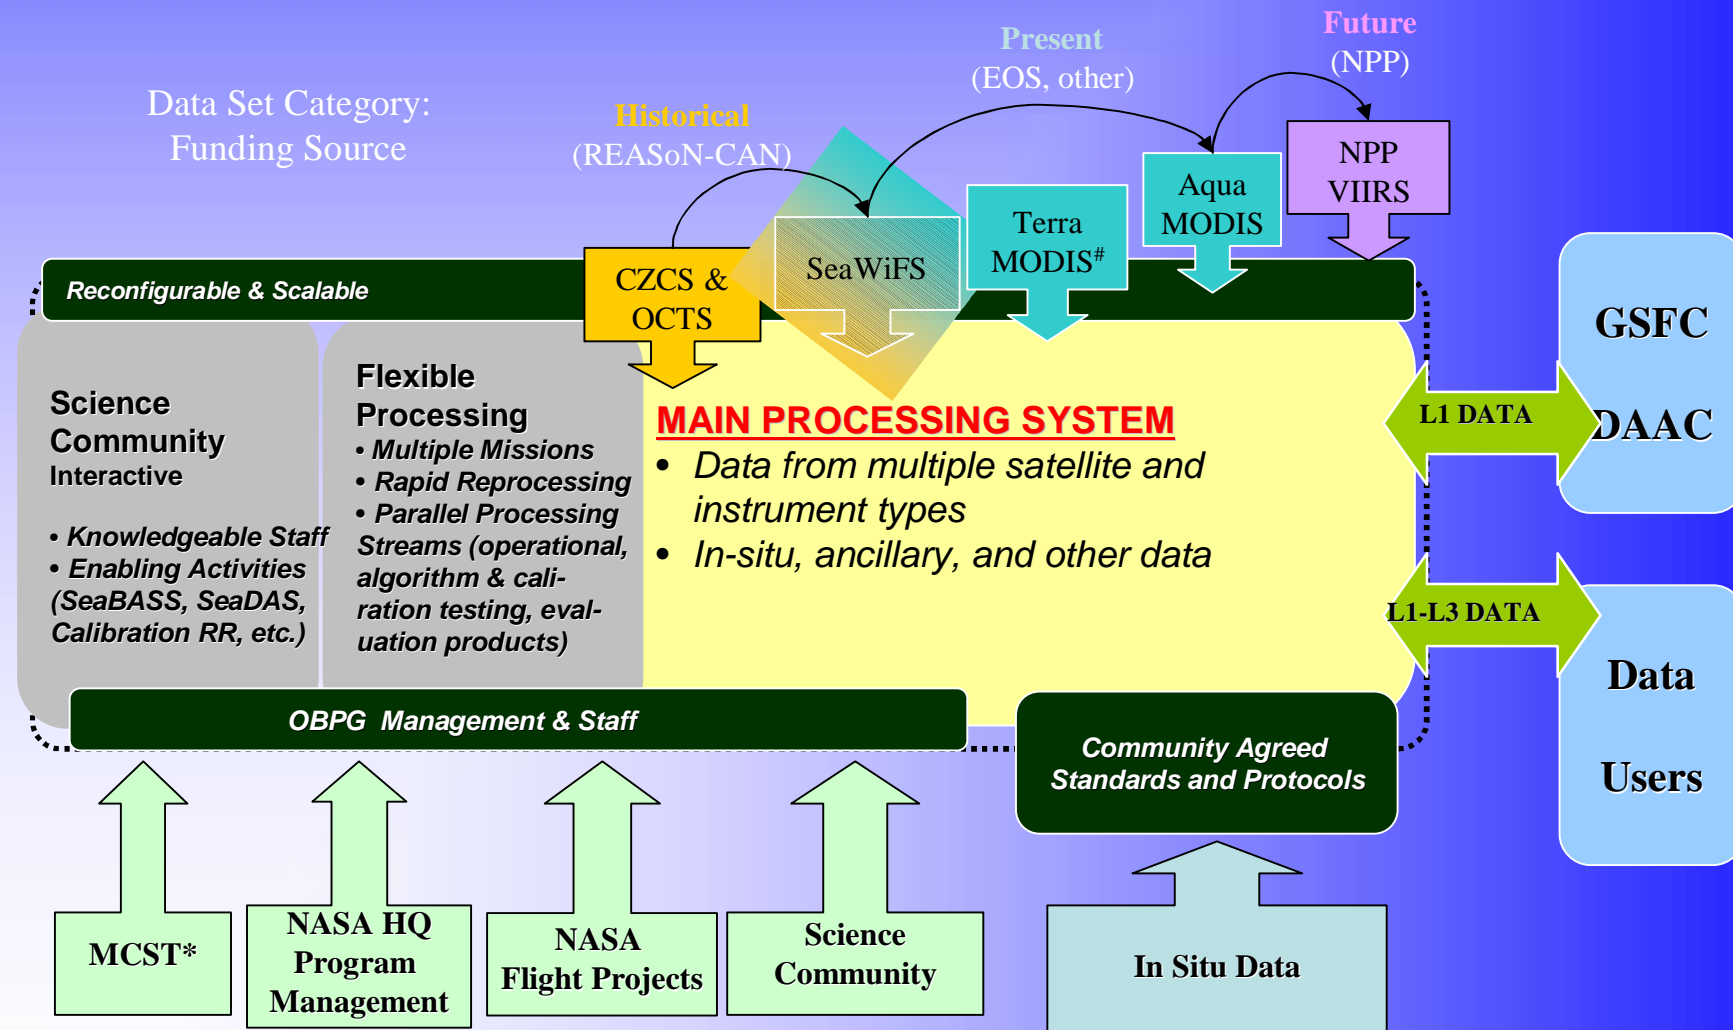 Data Set Category:
Funding Source
Historical
(REASoN-CAN)
Present
(EOS, other)
Future
(NPP)
CZCS &
OCTS
SeaWiFS
Terra
MODIS#
Aqua
MODIS
NPP
VIIRS
Reconfigurable & Scalable
Science
Community
Interactive
• Knowledgeable Staff
• Enabling Activities
(SeaBASS, SeaDAS,
Calibration RR, etc.)
Flexible
Processing
• Multiple Missions
• Rapid Reprocessing
• Parallel Processing
Streams (operational,
algorithm & cali-
ration testing, eval-
uation products)
MAIN PROCESSING SYSTEM
• Data from multiple satellite and
instrument types
• In-situ, ancillary, and other data
L1 DATA
GSFC
DAAC
L1-L3 DATA
Data
Users
OBPG Management & Staff
Community Agreed
Standards and Protocols
MCST*
NASA HQ
Program
Management
NASA
Flight Projects
Science
Community
In Situ Data